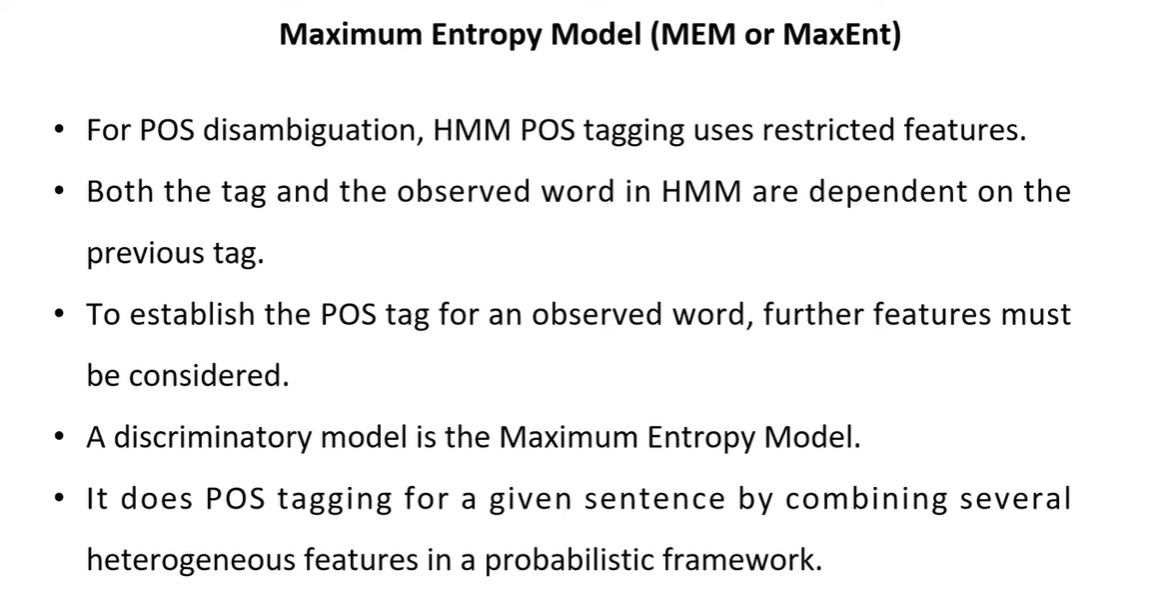 Maximum Entropy Model (MEM or MaxEnt)
• For POS disambiguation, HMM POS tagging uses restricted features.
• Both the tag and the observed word in HMM are dependent on the
previous tag.
• To establish the POS tag for an observed word, further features must
be considered.
• A discriminatory model is the Maximum Entropy Model.
• It does POS tagging for a given sentence by combining several
heterogeneous features in a probabilistic framework.